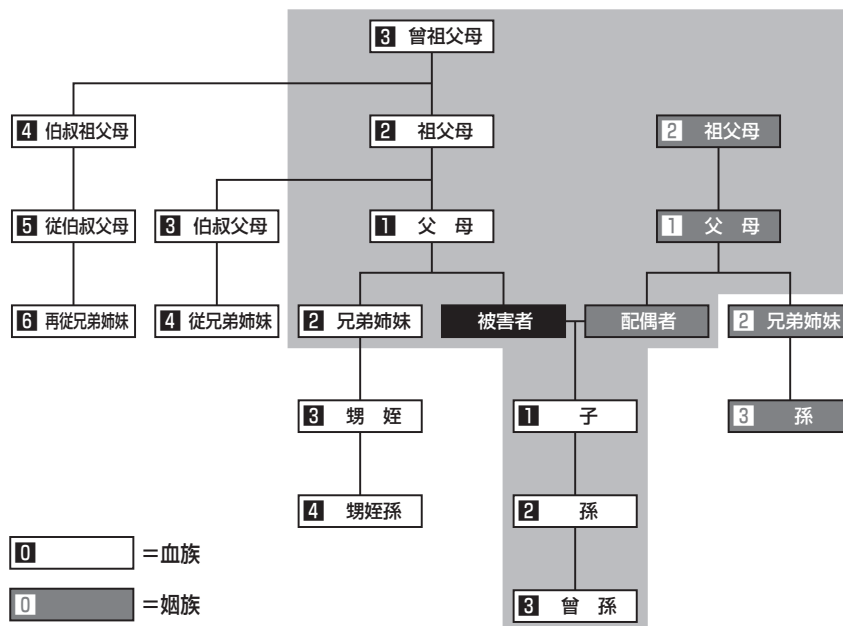 3 曾祖父母
4 伯叔祖父母
2 祖父母
2 祖父母
5 従伯叔父母
3 伯叔父母
1 父 母
1 父 母
6 再従兄弟姉妹
4 従兄弟姉妹
2 兄弟姉妹
被害者
配偶者
2 兄弟姉妹
3 甥 姪
1 子
3 孫
4 甥姪孫
2 孫
0 =血族
0 =姻族
3 曾 孫